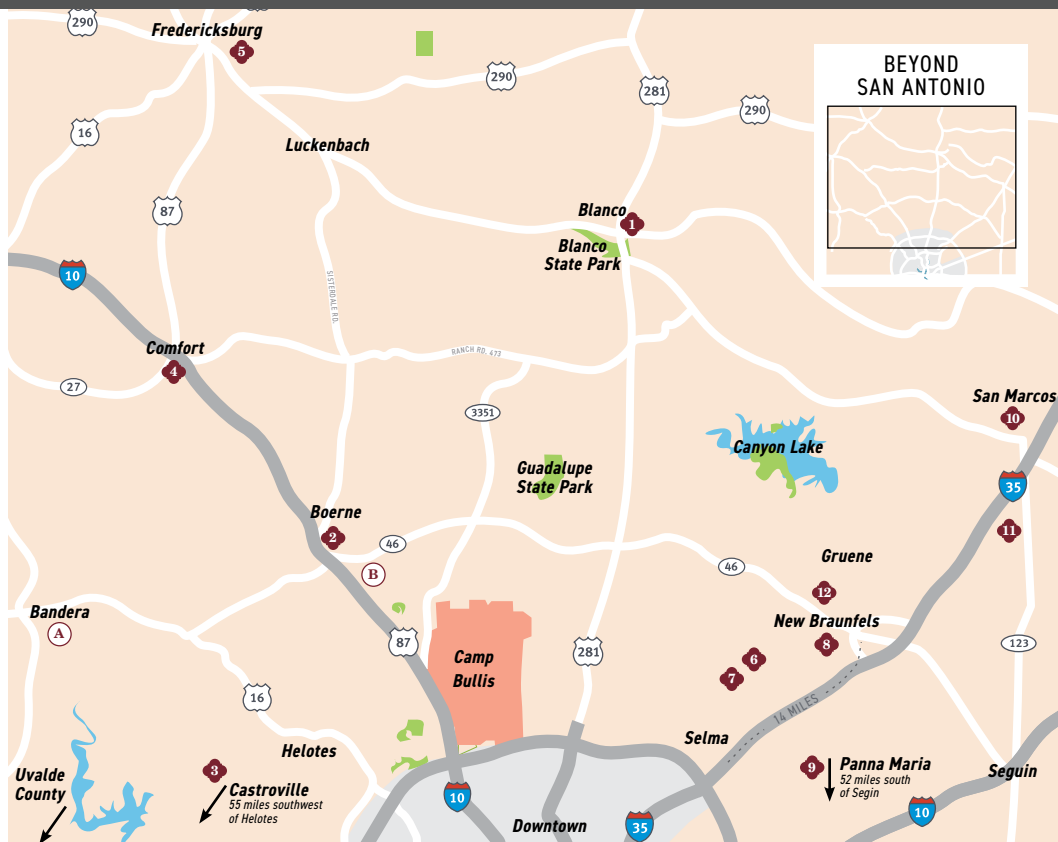 290
Fredericksburg
5
290
281
290
BEYOND
SAN ANTONIO
16
Luckenbach
87
Blanco
1
Blanco
State Park
10
SISTERDALE RD.
Comfort
4
RANCH RD. 473
27
3351
San Marcos
10
Canyon Lake
Guadalupe
State Park
35
Boerne
2
46
11
B
46
Gruene
12
Bandera
A
New Braunfels
8
87
Camp
Bullis
281
6
7
123
16
14 MILES
Helotes
Selma
Uvalde
County
3
Castroville
55 miles southwest
of Helotes
9
Panna Maria
52 miles south
of Segin
Seguin
10
Downtown
35
10